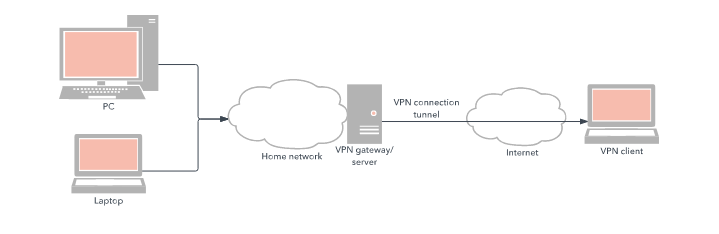 PC
Laptop
Home network
VPN gateway/
server
VPN connection
tunnel
Internet
VPN client